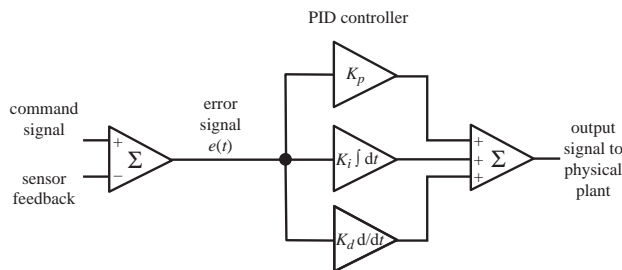 PID controller
command
signal
+
−
Σ
sensor
feedback
error
signal
e(t)
K_p
K_i ∫ dt
K_d d/dt
+
+
+
Σ
output
signal to
physical
plant